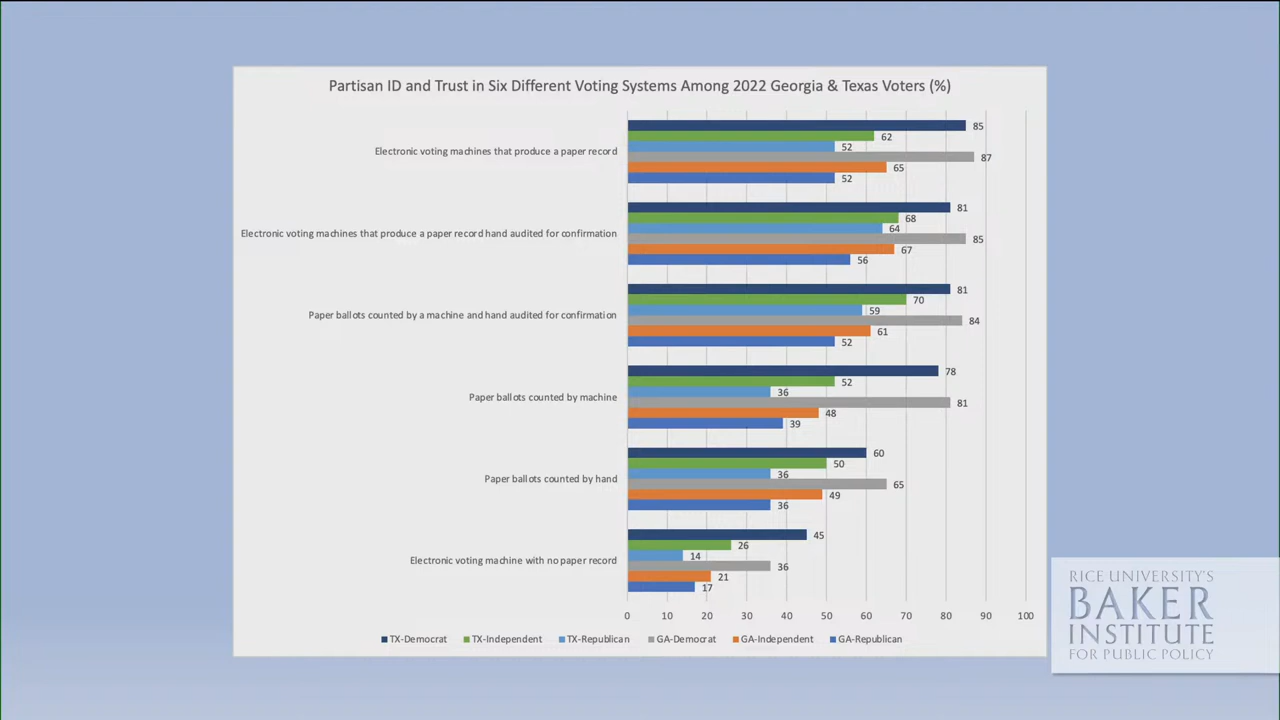 Partisan ID and Trust in Six Different Voting Systems Among 2022 Georgia & Texas Voters (%)
Electronic voting machines that produce a paper record
85
62
52
87
65
52
Electronic voting machines that produce a paper record hand audited for confirmation
81
68
64
85
67
56
Paper ballots counted by a machine and hand audited for confirmation
81
70
59
84
61
52
Paper ballots counted by machine
78
52
36
81
48
39
Paper ballots counted by hand
60
50
36
65
49
36
Electronic voting machine with no paper record
45
26
14
36
21
17
0 10 20 30 40 50 60 70 80 90 100
TX-Democrat TX-Independent TX-Republican GA-Democrat GA-Independent GA-Republican
RICE UNIVERSITY'S
BAKER
INSTITUTE
FOR PUBLIC POLICY